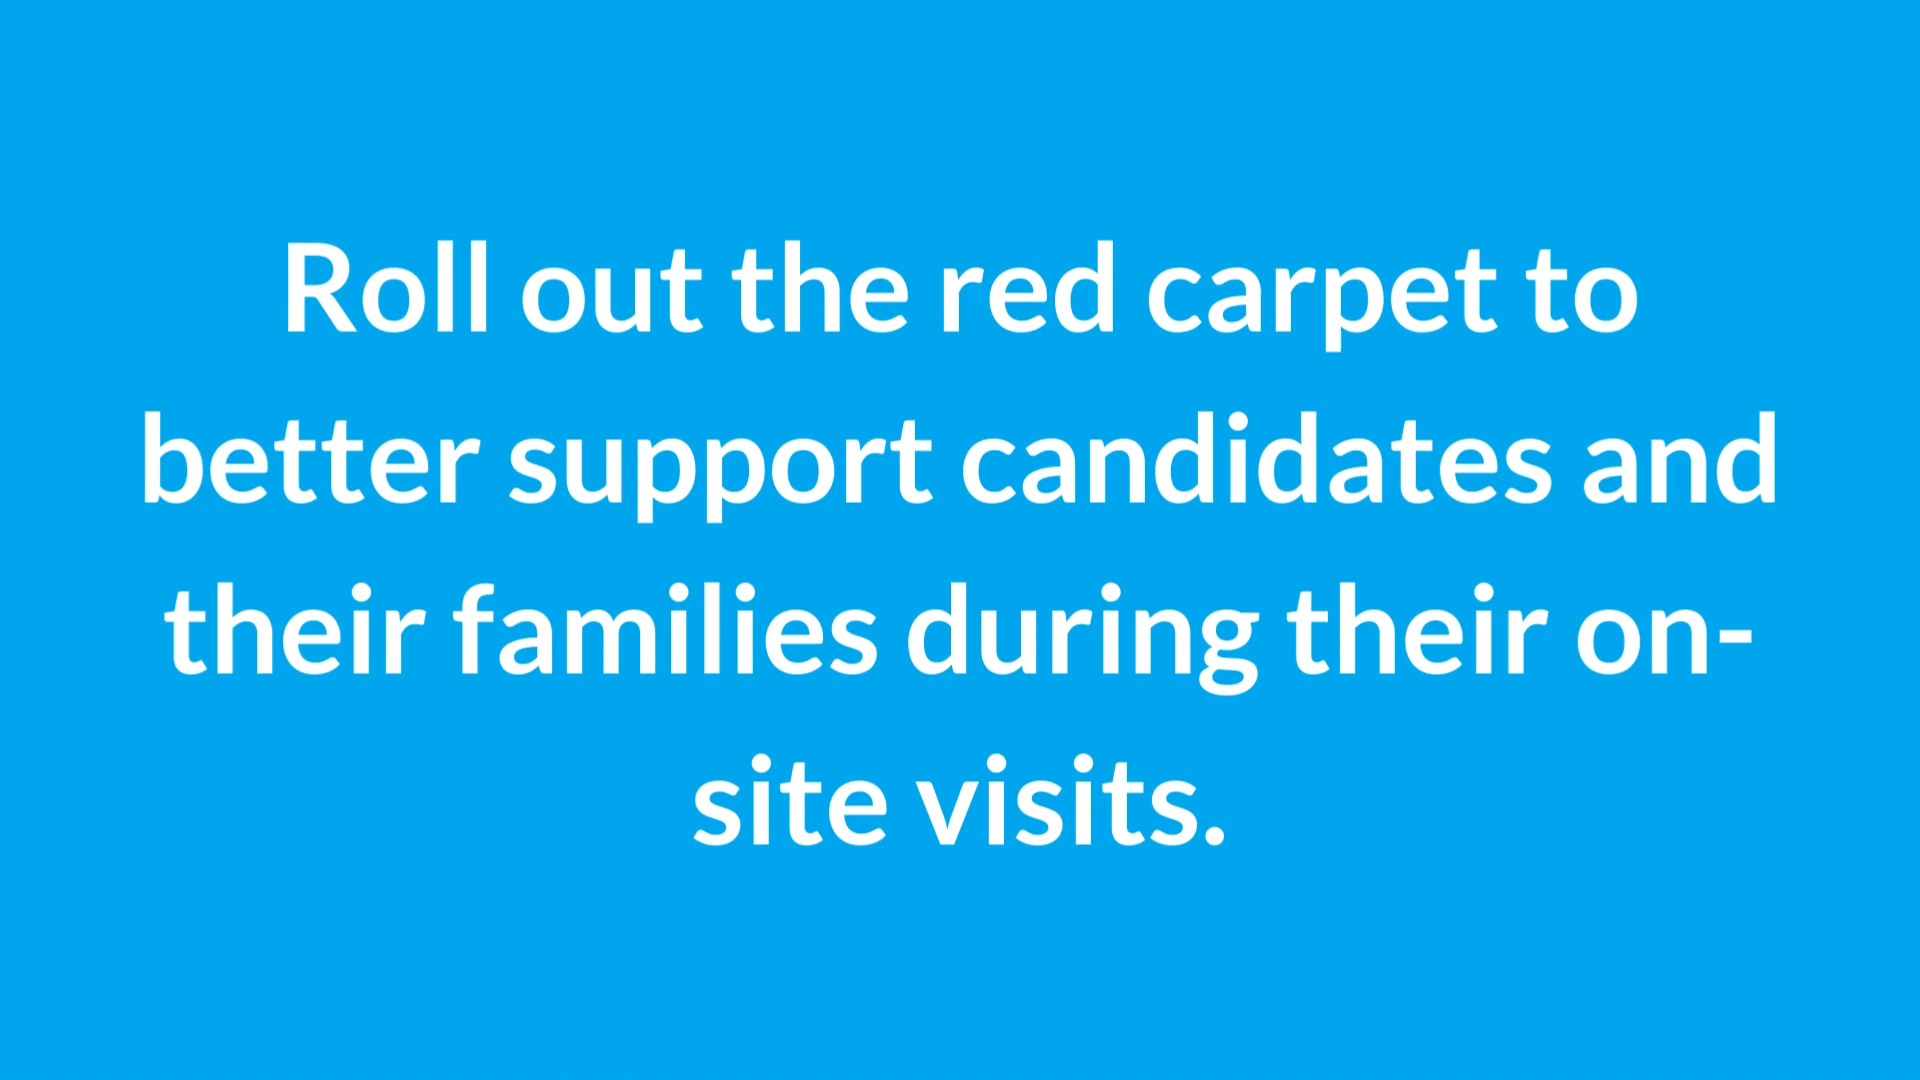 Roll out the red carpet to
better support candidates and
their families during their on-
site visits.